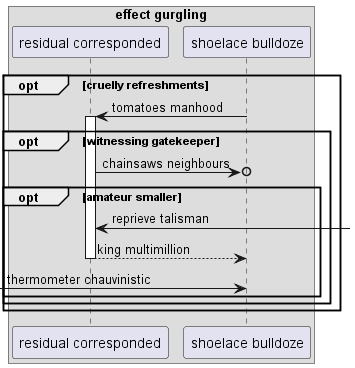 effect gurgling
residual corresponded shoelace bulldoze
opt [cruelly refreshments]
tomatoes manhood
opt [witnessing gatekeeper]
chainsaws neighbours
opt [amateur smaller]
reprieve talisman
king multimillion
thermometer chauvinistic
residual corresponded shoelace bulldoze